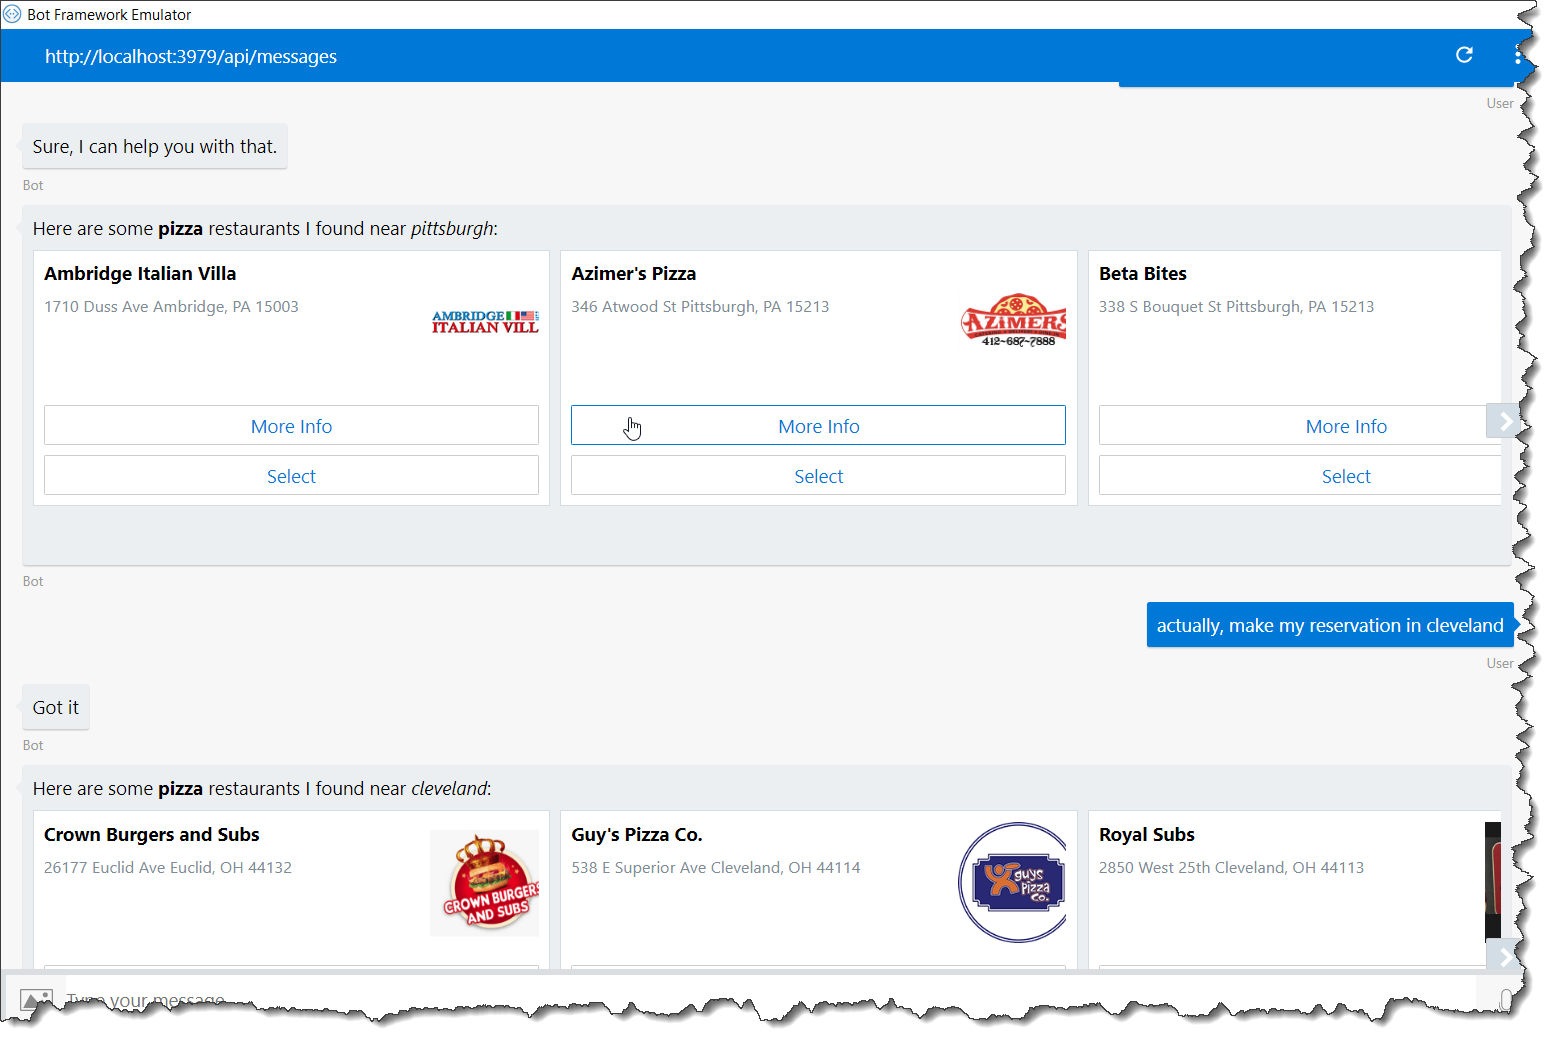 Bot Framework Emulator
http://localhost:3979/api/messages
User
Sure, I can help you with that.
Bot
Here are some pizza restaurants I found near pittsburgh:
Ambridge Italian Villa
1710 Duss Ave Ambridge, PA 15003
AMBRIDGE
ITALIAN VILL
More Info
Select
Azimer's Pizza
346 Atwood St Pittsburgh, PA 15213
AZIMERS
412-687-7888
More Info
Select
Beta Bites
338 S Bouquet St Pittsburgh, PA 15213
More Info
Select
Bot
actually, make my reservation in cleveland
User
Got it
Bot
Here are some pizza restaurants I found near cleveland:
Crown Burgers and Subs
26177 Euclid Ave Euclid, OH 44132
CROWN BURGERS
AND SUBS
Guy's Pizza Co.
538 E Superior Ave Cleveland, OH 44114
guys
Pizza
Co.
Royal Subs
2850 West 25th Cleveland, OH 44113
Type your message